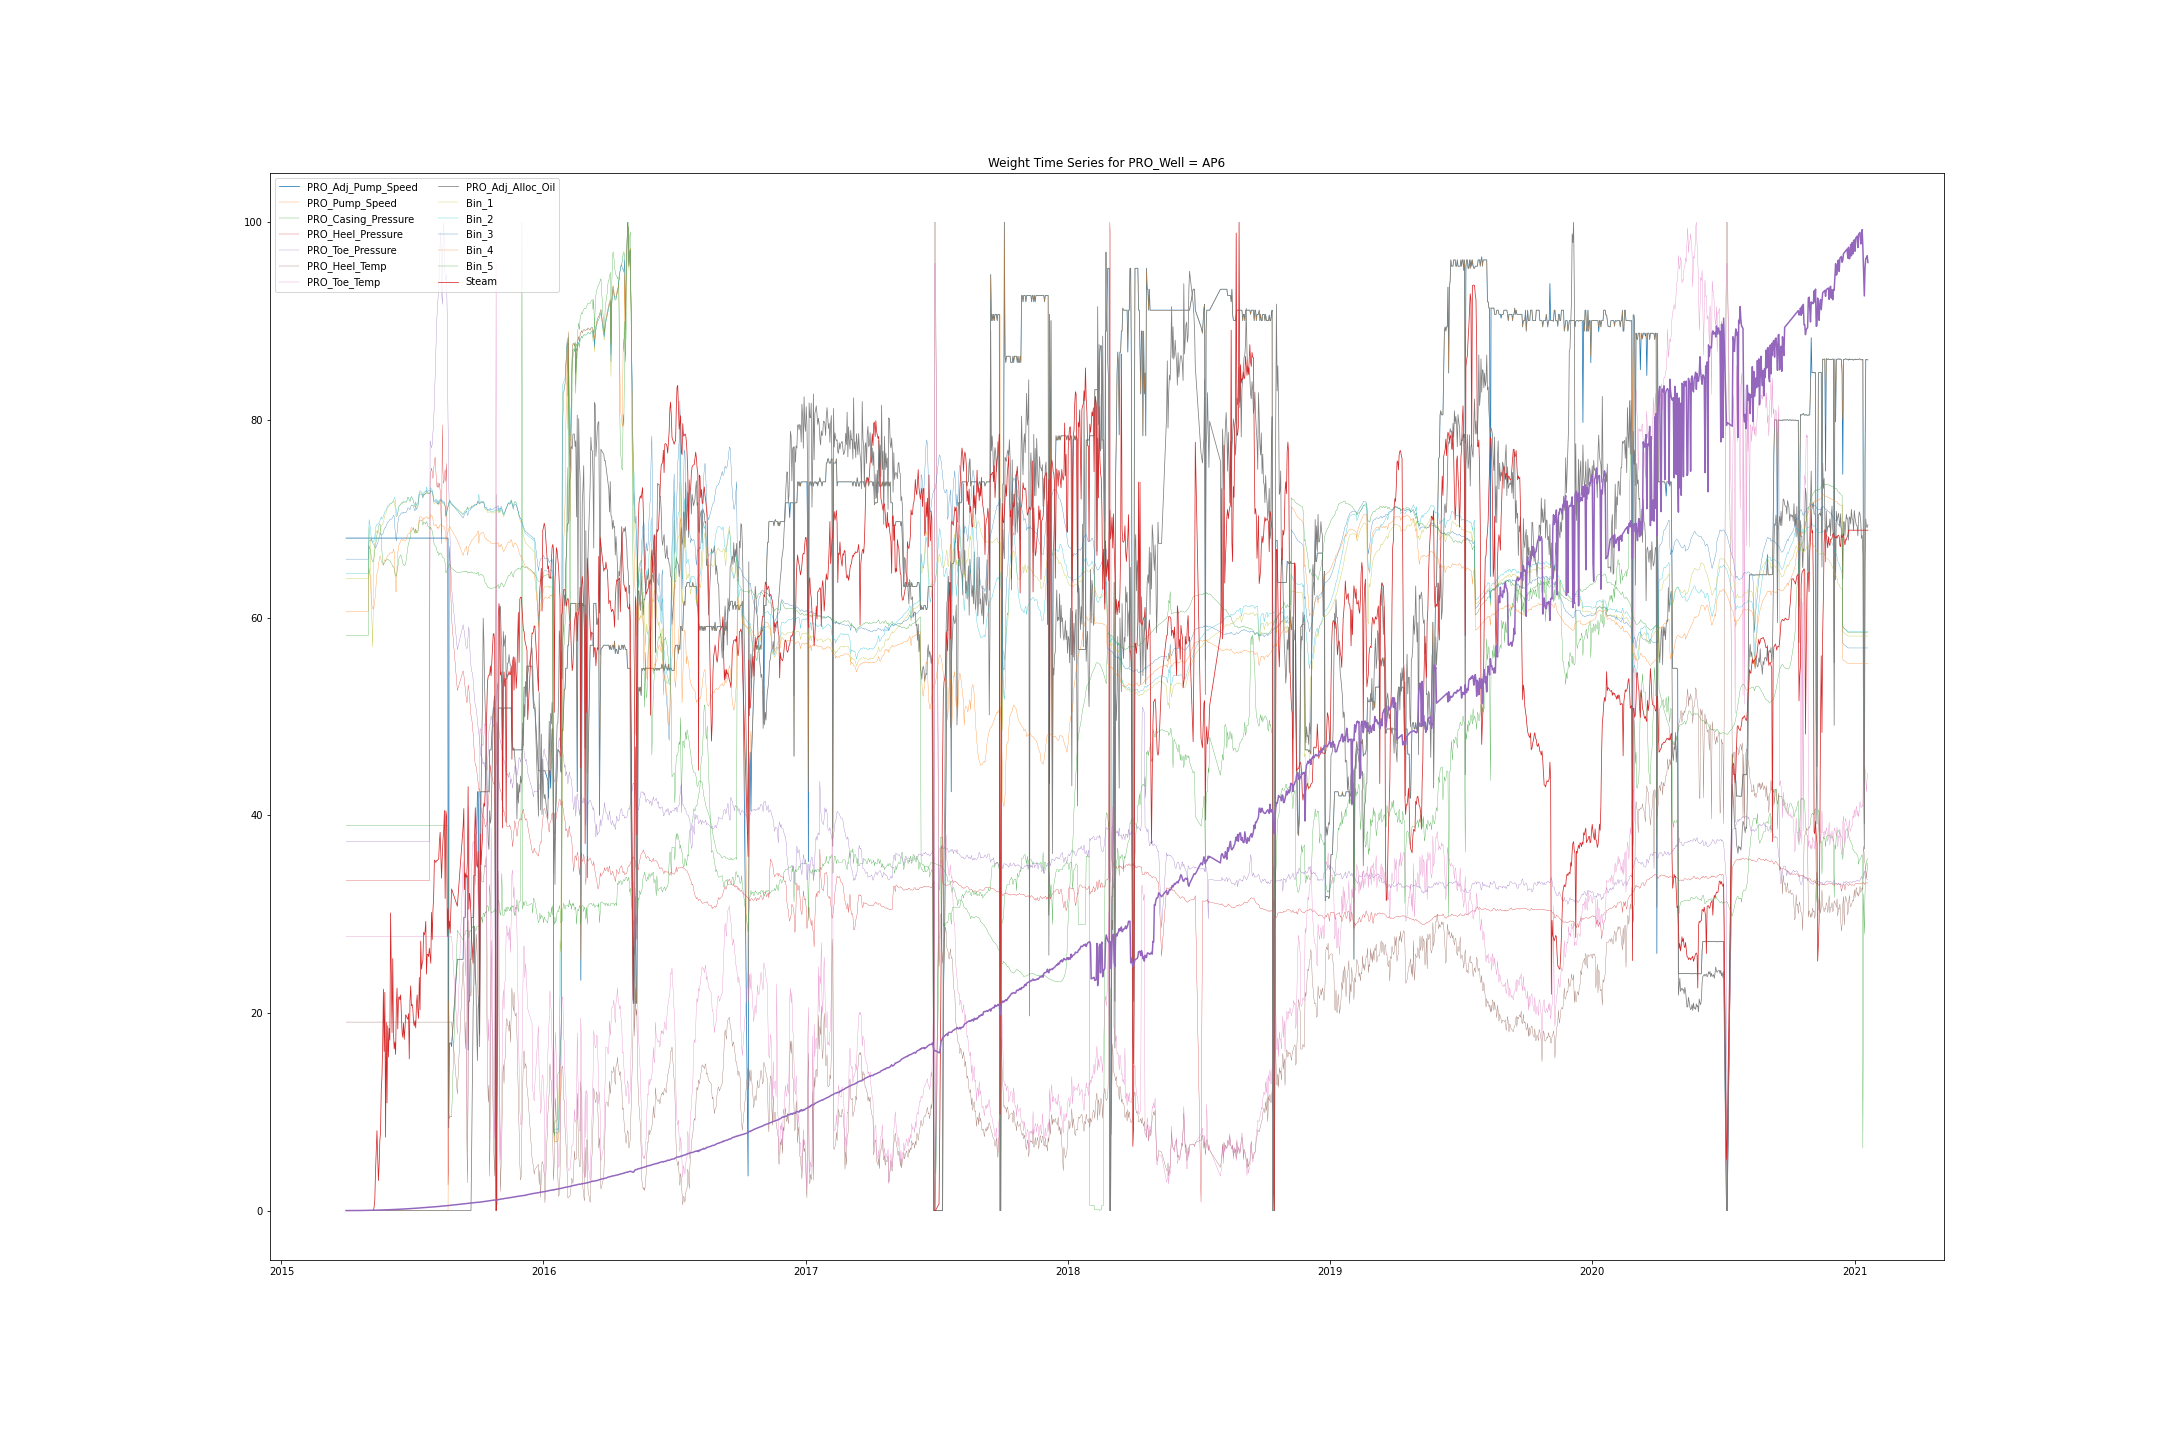 Weight Time Series for PRO_Well = AP6
PRO_Adj_Pump_Speed
PRO_Pump_Speed
PRO_Casing_Pressure
PRO_Heel_Pressure
PRO_Toe_Pressure
PRO_Heel_Temp
PRO_Toe_Temp
PRO_Adj_Alloc_Oil
Bin_1
Bin_2
Bin_3
Bin_4
Bin_5
Steam
100
80
60
40
20
0
2015 2016 2017 2018 2019 2020 2021